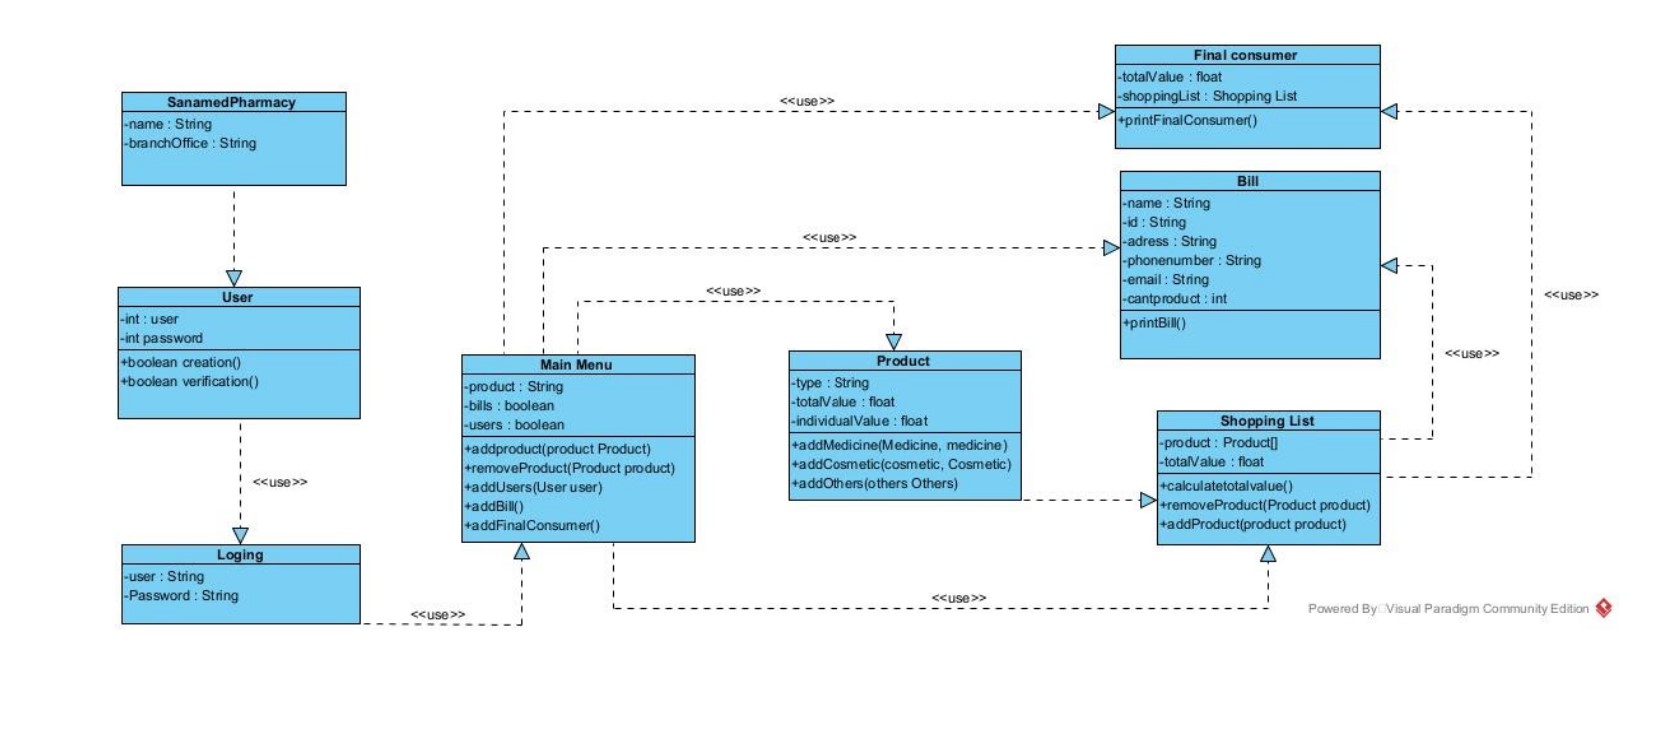 SanamedPharmacy
-name : String
-branchOffice : String
User
-int : user
-int password
+boolean creation()
+boolean verification()
<<use>>
Loging
-user : String
-Password : String
<<use>>
Main Menu
-product : String
-bills : boolean
-users : boolean
+addproduct(product Product)
+removeProduct(Product product)
+addUsers(User user)
+addBill()
+addFinalConsumer()
<<use>>
<<use>>
<<use>>
<<use>>
Product
-type : String
-totalValue : float
-individualValue : float
+addMedicine(Medicine, medicine)
+addCosmetic(cosmetic, Cosmetic)
+addOthers(others Others)
Final consumer
-totalValue : float
-shoppingList : Shopping List
+printFinalConsumer()
Bill
-name : String
-id : String
-adress : String
-phonenumber : String
-email : String
-cantproduct : int
+printBill()
<<use>>
<<use>>
Shopping List
-product : Product[]
-totalValue : float
+calculatetotalvalue()
+removeProduct(Product product)
+addProduct(product product)
Powered By Visual Paradigm Community Edition